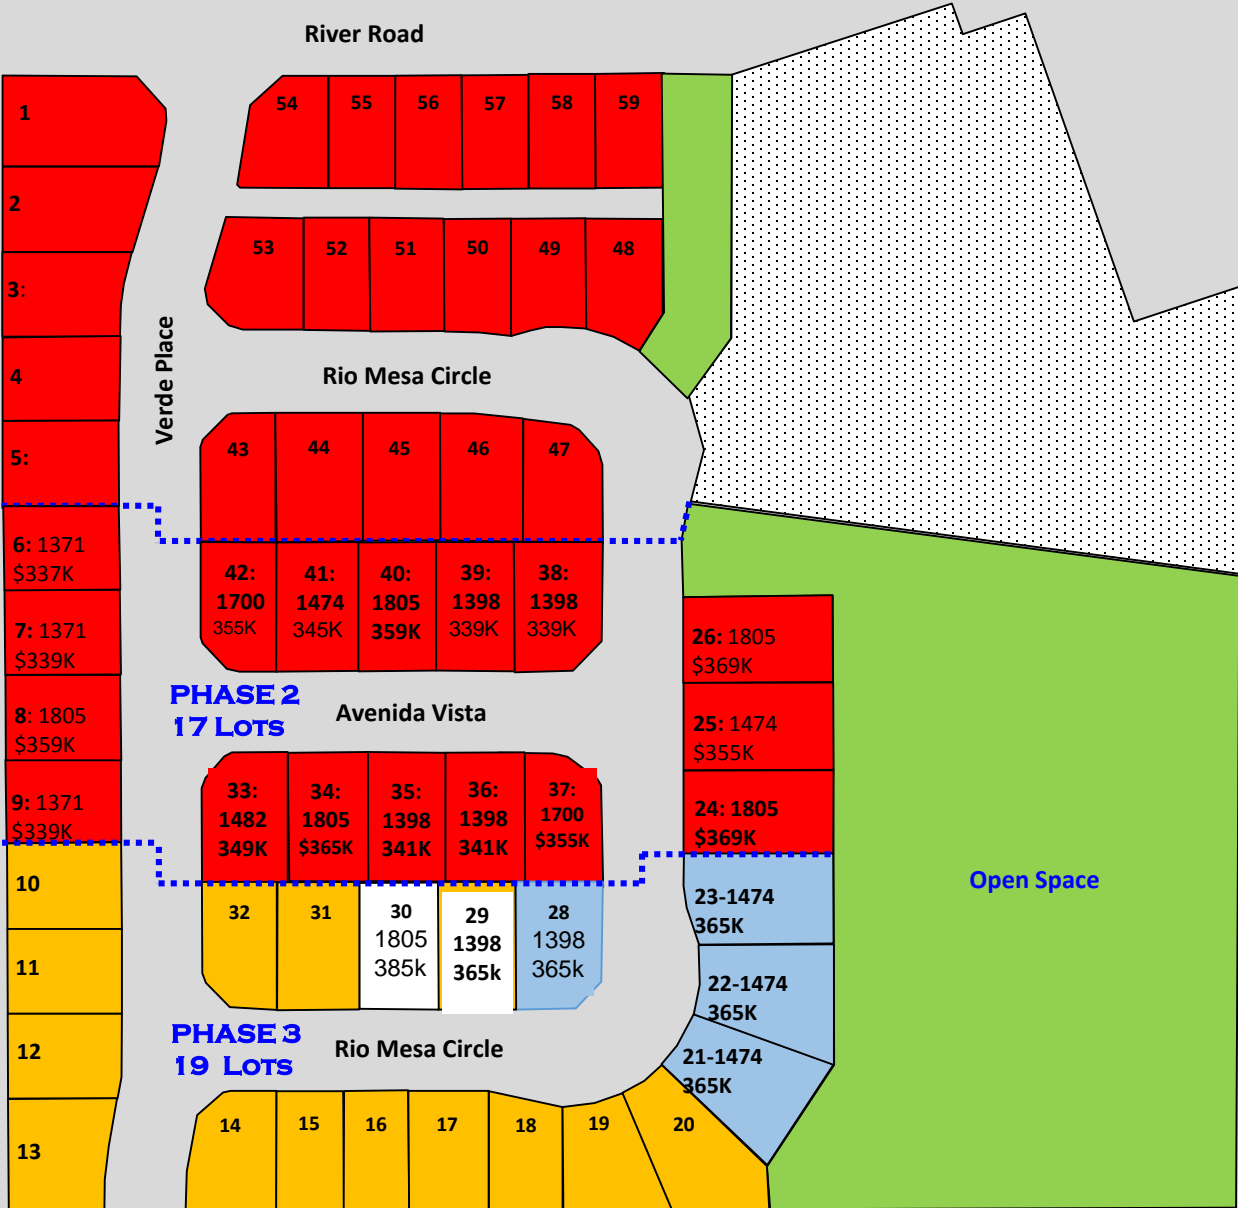 River Road
1
54
55
56
57
58
59
2
53
52
51
50
49
48
3:
Verde Place
Rio Mesa Circle
4
5:
43
44
45
46
47
6: 1371
$337K
42:
1700
355K
41:
1474
345K
40:
1805
359K
39:
1398
339K
38:
1398
339K
7: 1371
$339K
26: 1805
$369K
PHASE 2
17 LOTS
Avenida Vista
8: 1805
$359K
25: 1474
$355K
9: 1371
$339K
33:
1482
349K
34:
1805
$365K
35:
1398
341K
36:
1398
341K
37:
1700
$355K
24: 1805
$369K
10
32
31
30
1805
385k
29
1398
365k
28
1398
365k
23-1474
365K
Open Space
11
22-1474
365K
PHASE 3
19 LOTS
Rio Mesa Circle
12
21-1474
365K
13
14
15
16
17
18
19
20